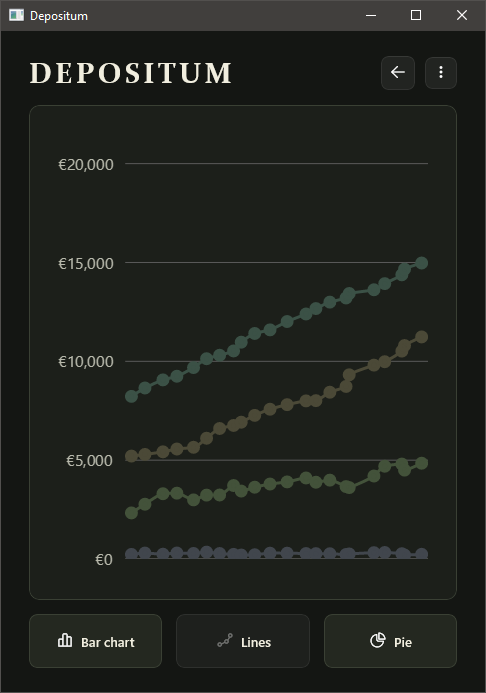 Depositum
DEPOSITUM
€20,000
€15,000
€10,000
€5,000
€0
Bar chart
Lines
Pie